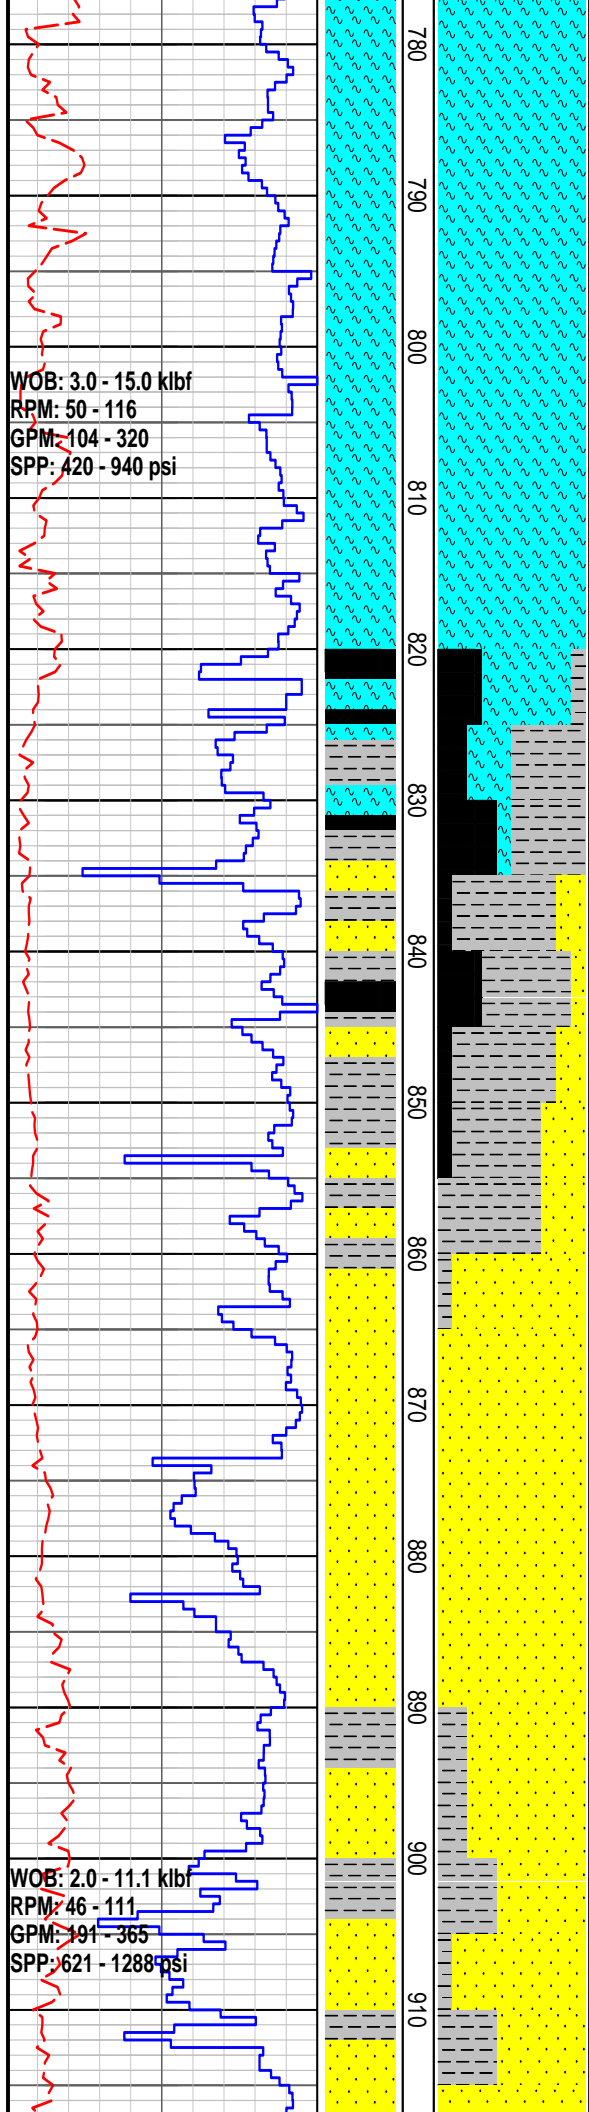 780
790
800
WOB: 3.0 - 15.0 klbf
RPM: 50 - 116
GPM: 104 - 320
SPP: 420 - 940 psi
810
820
830
840
850
860
870
880
890
900
WOB: 2.0 - 11.1 klbf
RPM: 46 - 111
GPM: 191 - 365
SPP: 621 - 1288 psi
910